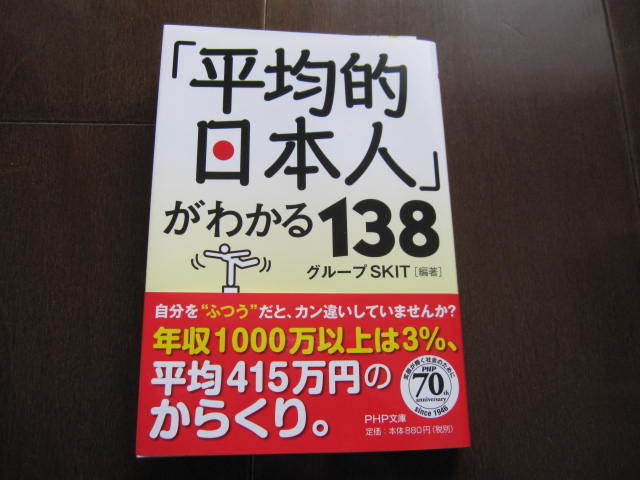 「平均的
日本人」
がわかる138
グループSKIT[編著]
自分を“ふつう”だと、カン違いしていませんか?
年収1000万以上は3%、
平均415万円の
からくり。
PHP
70th
anniversary
since 1946
PHP文庫
定価:本体880円(税別)